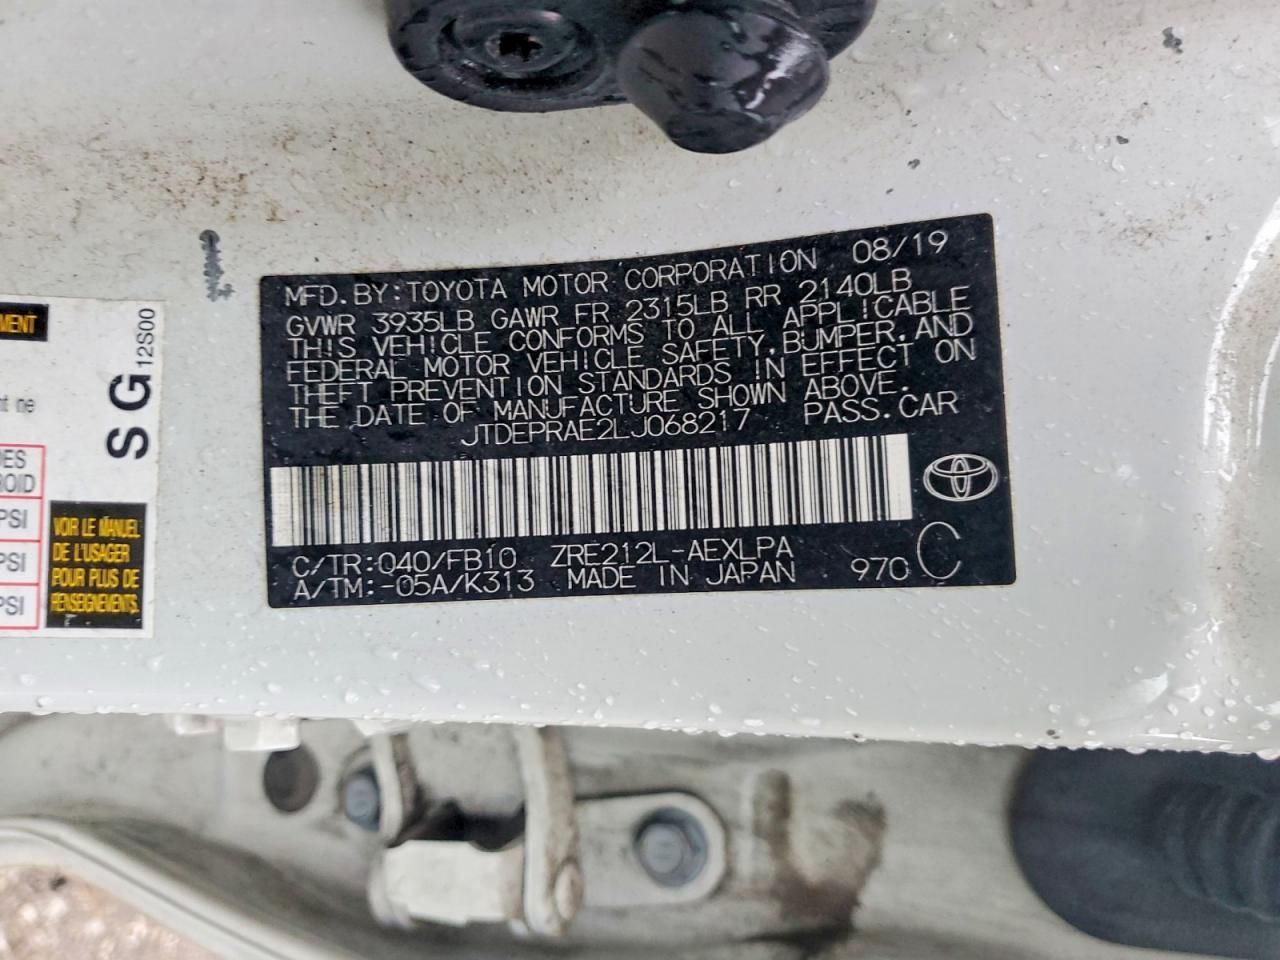 MFD.BY:TOYOTA MOTOR CORPORATION 08/19
GVWR 3935LB GAWR FR 2315LB RR 2140LB
THIS VEHICLE CONFORMS TO ALL APPLICABLE
FEDERAL MOTOR VEHICLE SAFETY,BUMPER,AND
THEFT PREVENTION STANDARDS IN EFFECT ON
THE DATE OF MANUFACTURE SHOWN ABOVE.
JTDEPRAE2LJ068217 PASS.CAR
C/TR:040/FB10 ZRE212L-AEXLPA
A/TM:-05A/K313 MADE IN JAPAN 970 C
SG 12S00
ne
PSI
PSI
PSI
VOIR LE MANUEL
DE L'USAGER
POUR PLUS DE
RENSEIGNEMENTS.